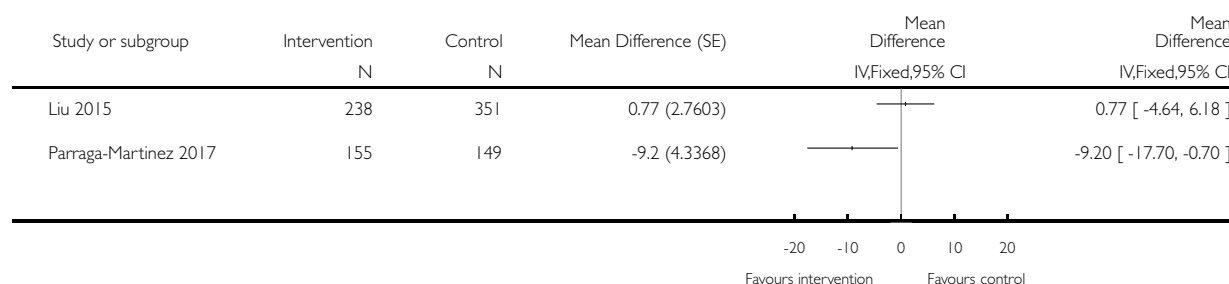 Study or subgroup Intervention Control Mean Difference (SE) Mean Difference Mean Difference
N N IV,Fixed,95% CI IV,Fixed,95% CI
Liu 2015 238 351 0.77 (2.7603) 0.77 [ -4.64, 6.18 ]
Parraga-Martinez 2017 155 149 -9.2 (4.3368) -9.20 [ -17.70, -0.70 ]
-20 -10 0 10 20
Favours intervention Favours control